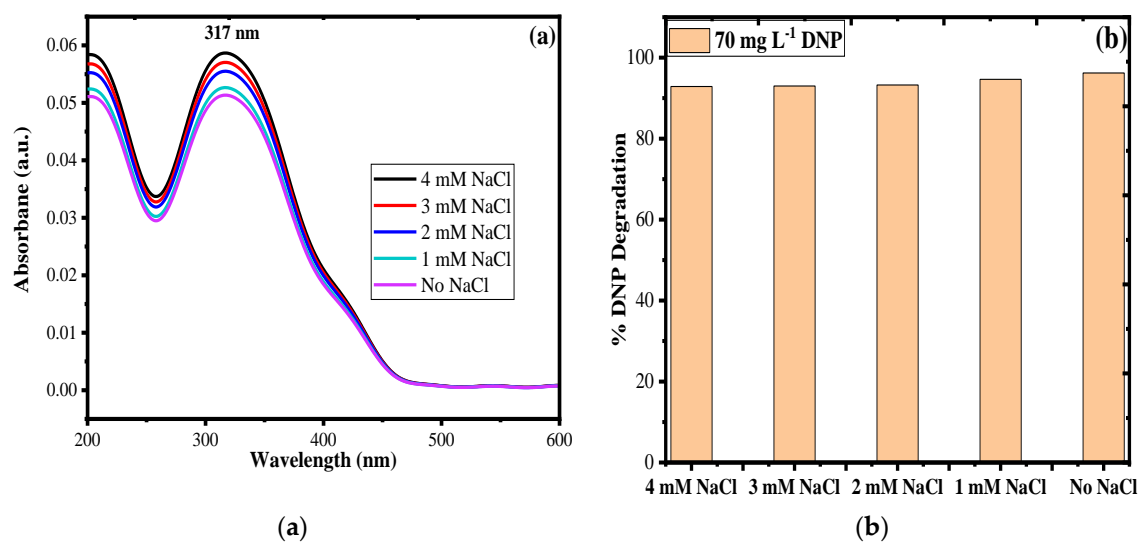 317 nm
(a)
0.06
0.05
0.04
0.03
0.02
0.01
0.00
Absorbane (a.u.)
4 mM NaCl
3 mM NaCl
2 mM NaCl
1 mM NaCl
No NaCl
200 300 400 500 600
Wavelength (nm)
(a)
70 mg L⁻¹ DNP
(b)
100
80
60
40
20
0
% DNP Degradation
4 mM NaCl 3 mM NaCl 2 mM NaCl 1 mM NaCl No NaCl
(b)